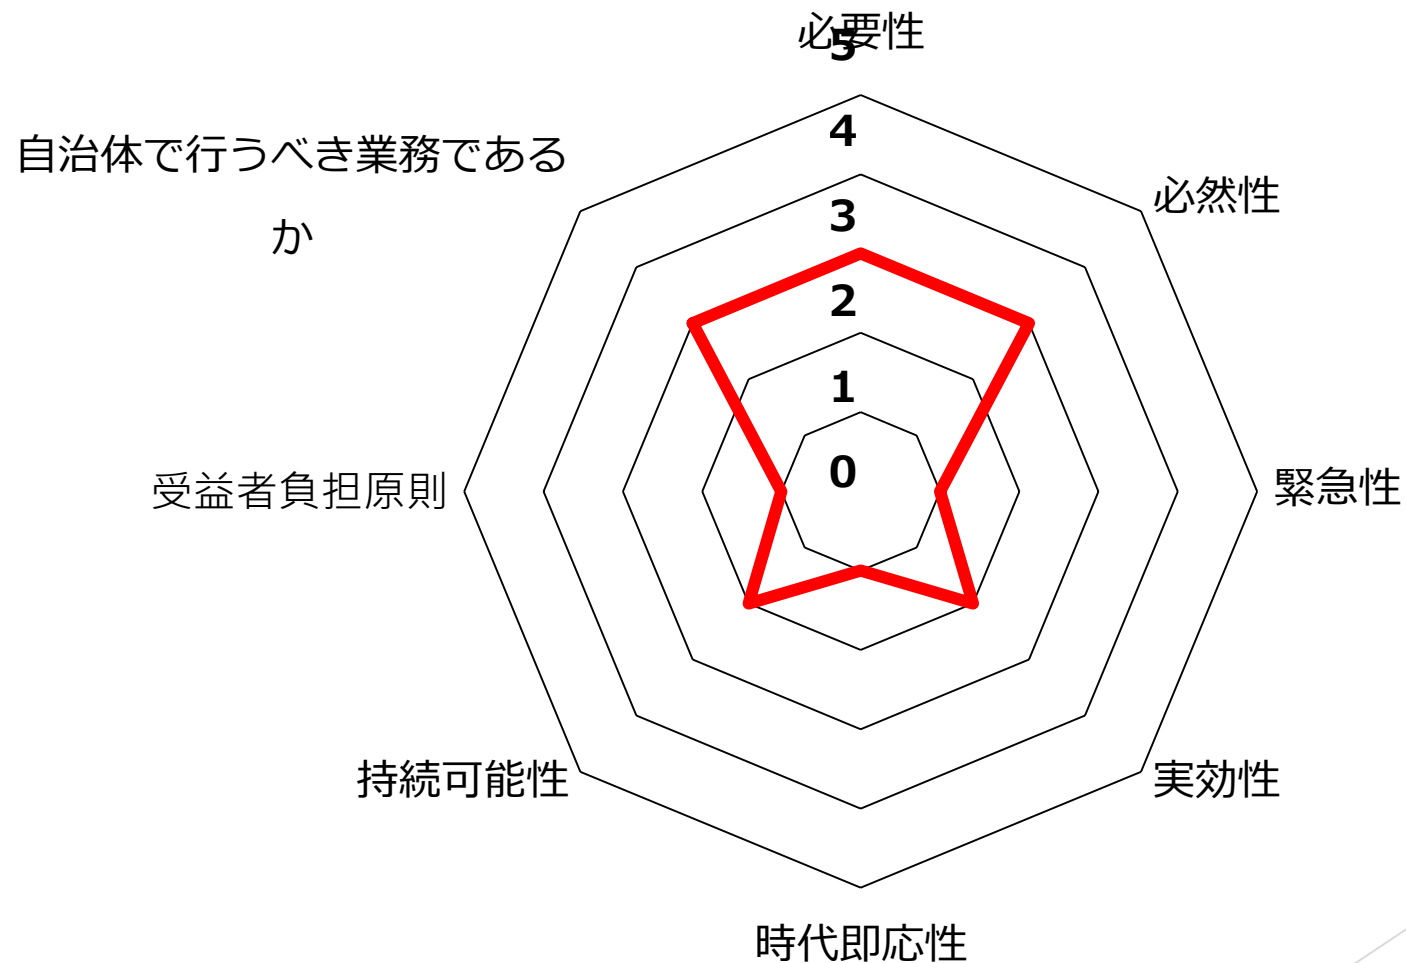 必要性
5
自治体で行うべき業務である
か
4
必然性
3
2
1
0
受益者負担原則
緊急性
持続可能性
実効性
時代即応性